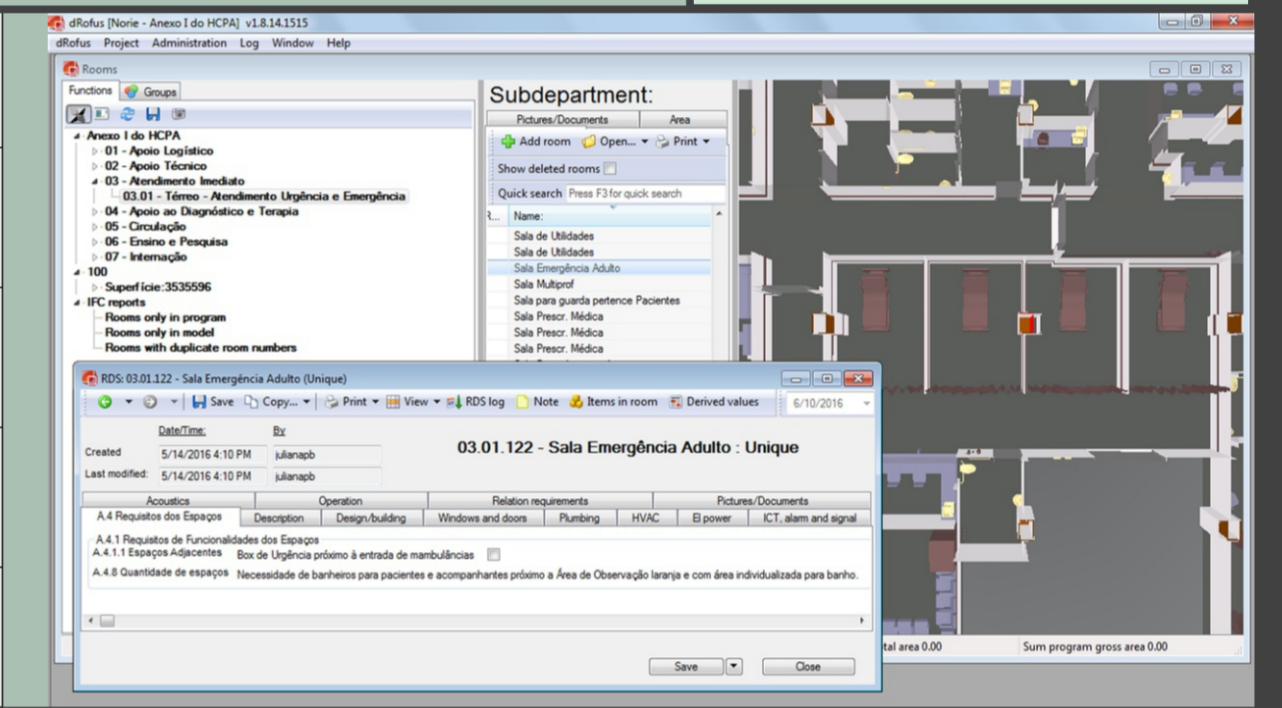 dRofus [Norie - Anexo I do HCPA] v1.8.14.1515
dRofus Project Administration Log Window Help
Rooms
Functions Groups
Anexo I do HCPA
01 - Apoio Logístico
02 - Apoio Técnico
03 - Atendimento Imediato
03.01 - Térreo - Atendimento Urgência e Emergência
04 - Apoio ao Diagnóstico e Terapia
05 - Circulação
06 - Ensino e Pesquisa
07 - Internação
100
Superfície:3535596
IFC reports
Rooms only in program
Rooms only in model
Rooms with duplicate room numbers
Subdepartment:
Pictures/Documents Area
Add room Open... Print
Show deleted rooms
Quick search Press F3 for quick search
R... Name:
Sala de Utilidades
Sala de Utilidades
Sala Emergência Adulto
Sala Multiprof
Sala para guarda pertence Pacientes
Sala Prescr. Médica
Sala Prescr. Médica
Sala Prescr. Médica
RDS: 03.01.122 - Sala Emergência Adulto (Unique)
Save Copy... Print View RDS log Note Items in room Derived values 6/10/2016
Date/Time: By
Created 5/14/2016 4:10 PM julianapb
03.01.122 - Sala Emergência Adulto : Unique
Last modified: 5/14/2016 4:10 PM julianapb
Acoustics Operation Relation requirements Pictures/Documents
A.4 Requisitos dos Espaços Description Design/building Windows and doors Plumbing HVAC El power ICT, alarm and signal
A.4.1 Requisitos de Funcionalidades dos Espaços
A.4.1.1 Espaços Adjacentes Box de Urgência próximo à entrada de mambulâncias
A.4.8 Quantidade de espaços Necessidade de banheiros para pacientes e acompanhantes próximo a Área de Observação laranja e com área individualizada para banho.
Save Close
tal area 0.00 Sum program gross area 0.00